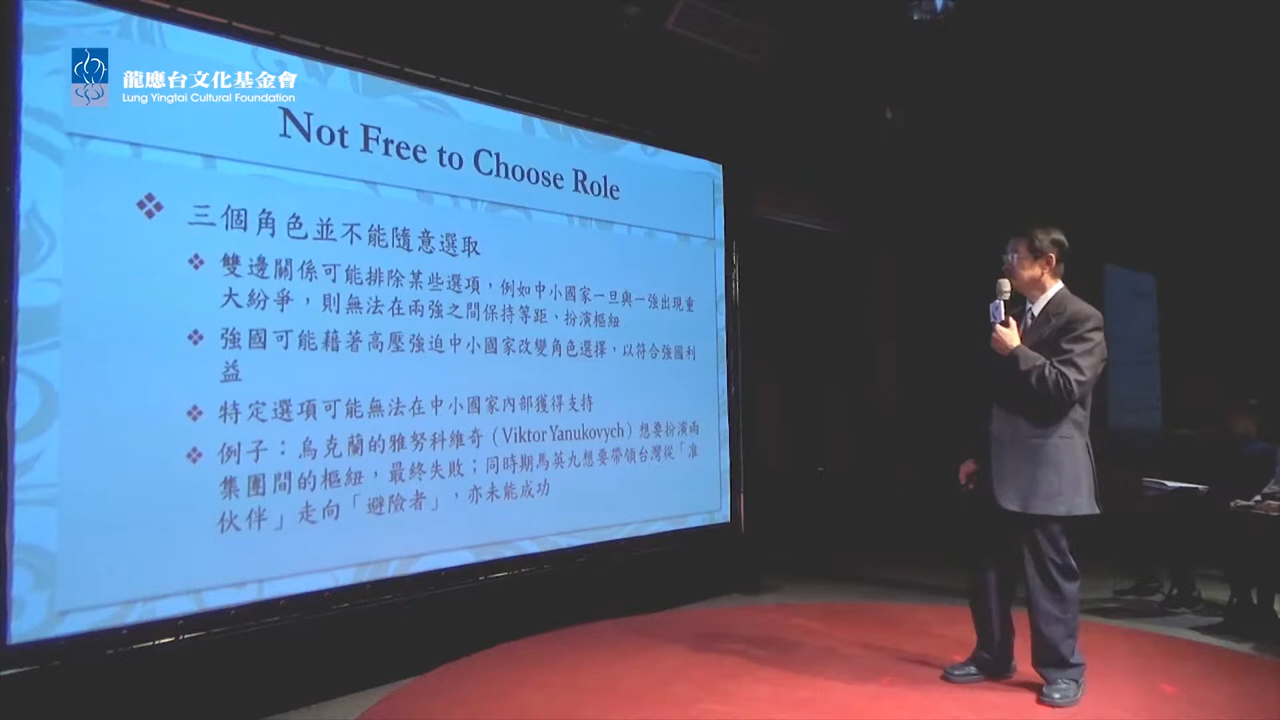 龍應台文化基金會
Lung Yingtai Cultural Foundation
Not Free to Choose Role
三個角色並不能隨意選取
雙邊關係可能排除某些選項，例如中小國家一旦與一強出現重
大紛爭，則無法在兩強之間保持等距、扮演樞紐
強國可能藉著高壓強迫中小國家改變角色選擇，以符合強國利
益
特定選項可能無法在中小國家內部獲得支持
例子：烏克蘭的雅努科維奇（Viktor Yanukovych）想要扮演兩
集團間的樞紐，最終失敗；同時期馬英九想要帶領台灣從「准
伙伴」走向「避險者」，亦未能成功